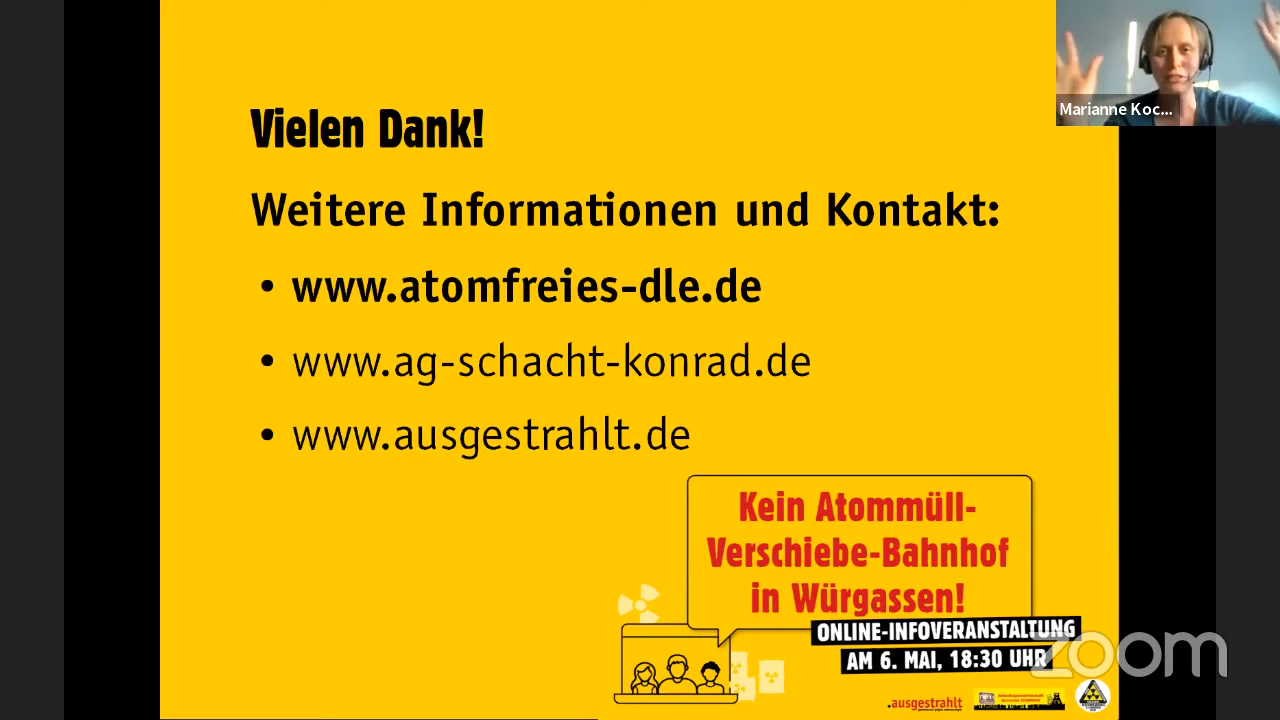 Marianne Koc...
Vielen Dank!
Weitere Informationen und Kontakt:
• www.atomfreies-dle.de
• www.ag-schacht-konrad.de
• www.ausgestrahlt.de
Kein Atommüll-
Verschiebe-Bahnhof
in Würgassen!
ONLINE-INFOVERANSTALTUNG
AM 6. MAI, 18:30 UHR
zoom
.ausgestrahlt